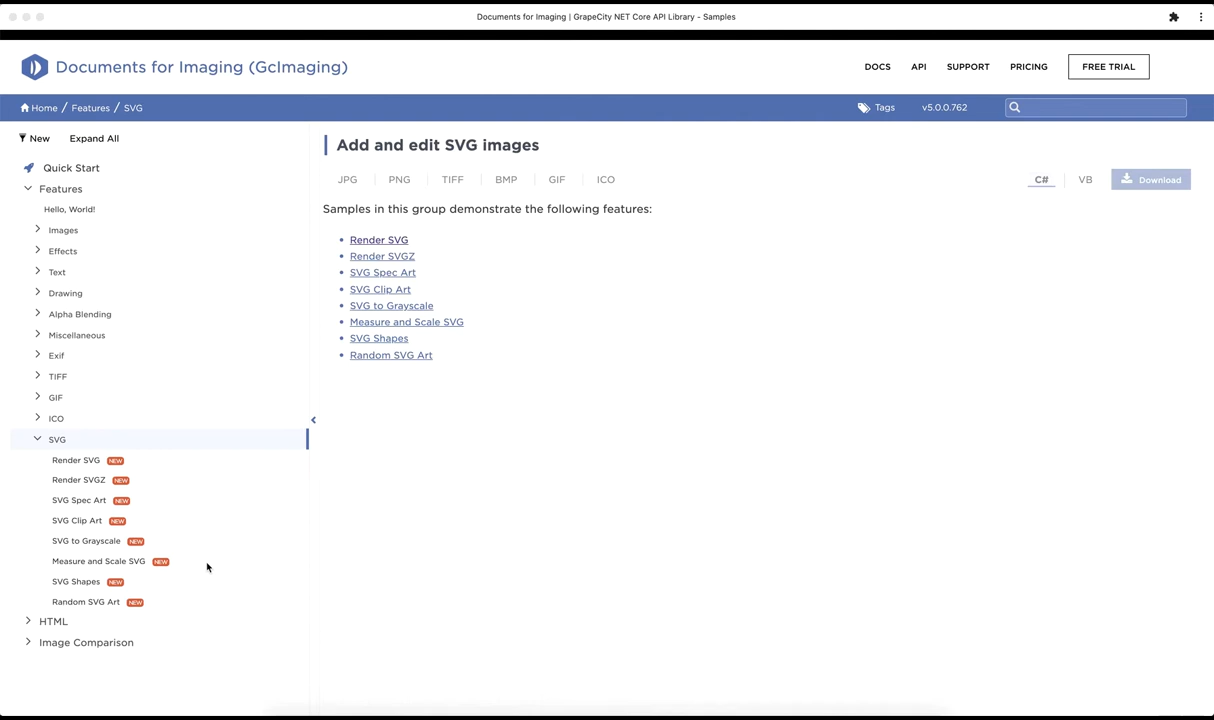 Documents for Imaging | GrapeCity NET Core API Library - Samples
Documents for Imaging (GcImaging)
DOCS API SUPPORT PRICING FREE TRIAL
Home / Features / SVG
Tags v5.0.0.762
New Expand All
Quick Start
Features
Hello, World!
Images
Effects
Text
Drawing
Alpha Blending
Miscellaneous
Exif
TIFF
GIF
ICO
SVG
Render SVG NEW
Render SVGZ NEW
SVG Spec Art NEW
SVG Clip Art NEW
SVG to Grayscale NEW
Measure and Scale SVG NEW
SVG Shapes NEW
Random SVG Art NEW
HTML
Image Comparison
Add and edit SVG images
JPG PNG TIFF BMP GIF ICO C# VB Download
Samples in this group demonstrate the following features:
Render SVG
Render SVGZ
SVG Spec Art
SVG Clip Art
SVG to Grayscale
Measure and Scale SVG
SVG Shapes
Random SVG Art